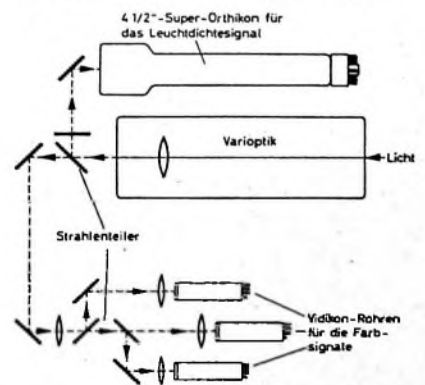 4 1/2"-Super-Orthikon für
das Leuchtdichtesignal
Varioptik
Licht
Strahlenteiler
Vidikon-Röhren
für die Farb-
signale